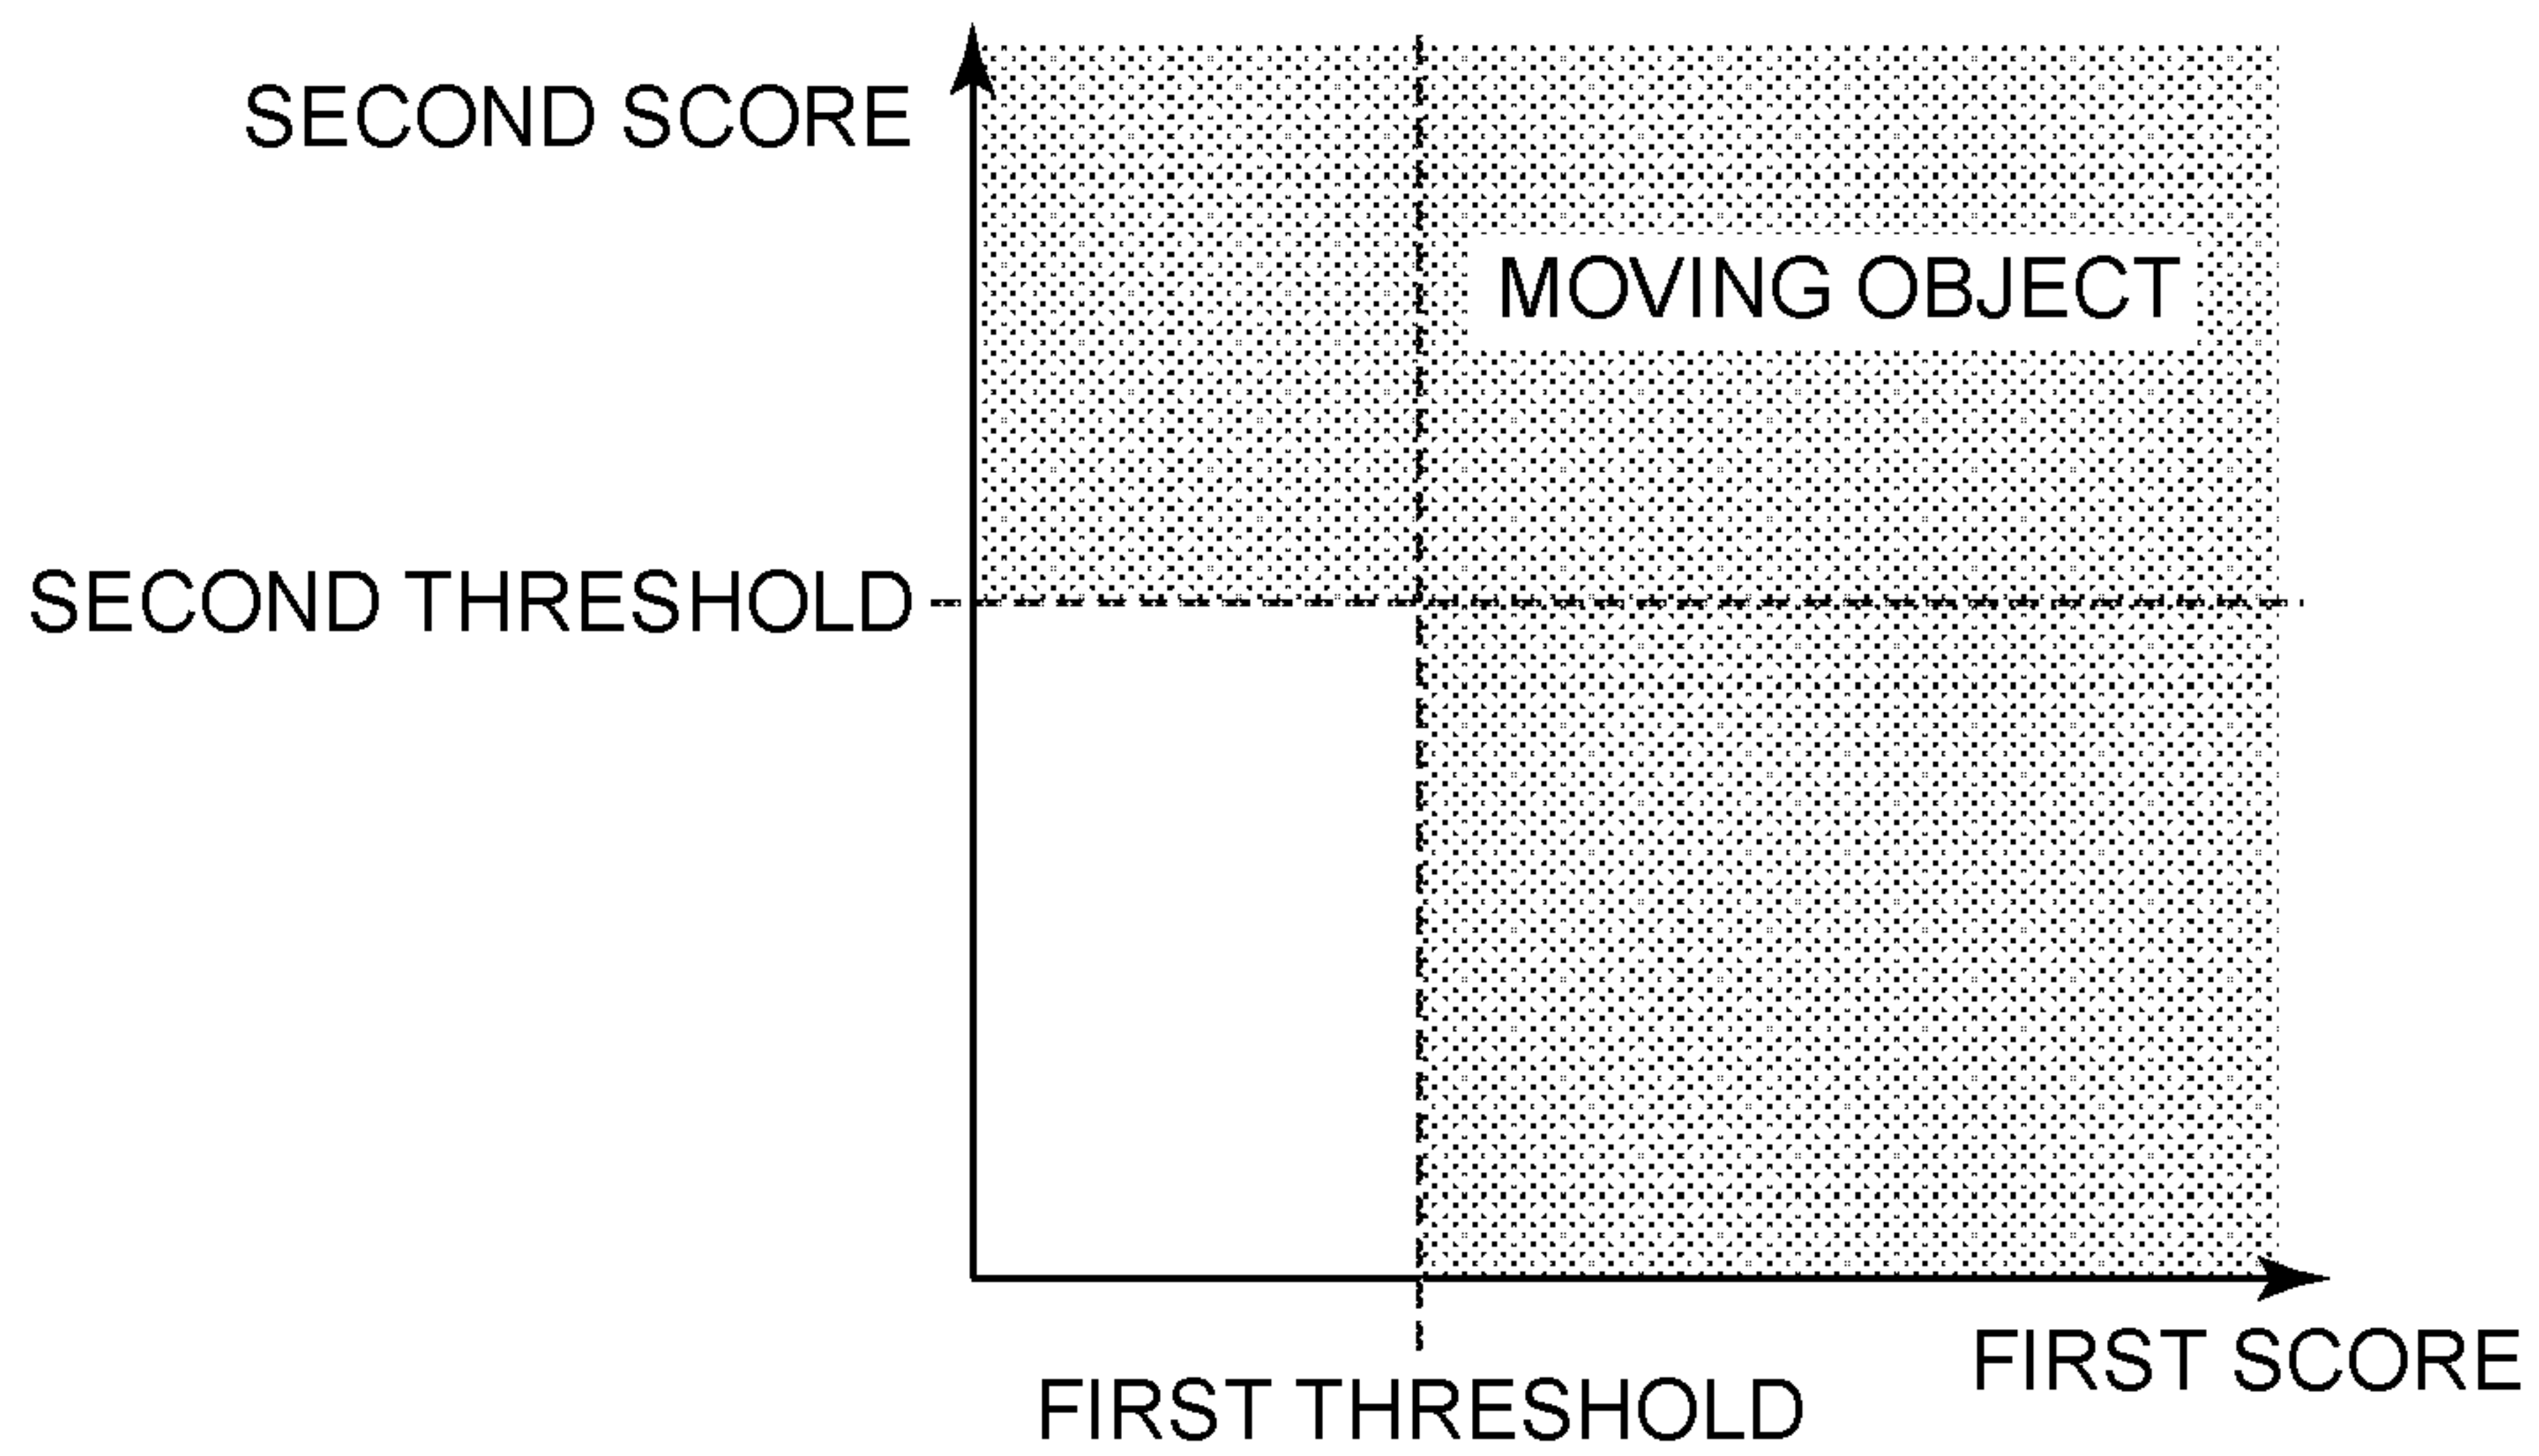 SECOND SCORE
MOVING OBJECT
SECOND THRESHOLD
FIRST SCORE
FIRST THRESHOLD